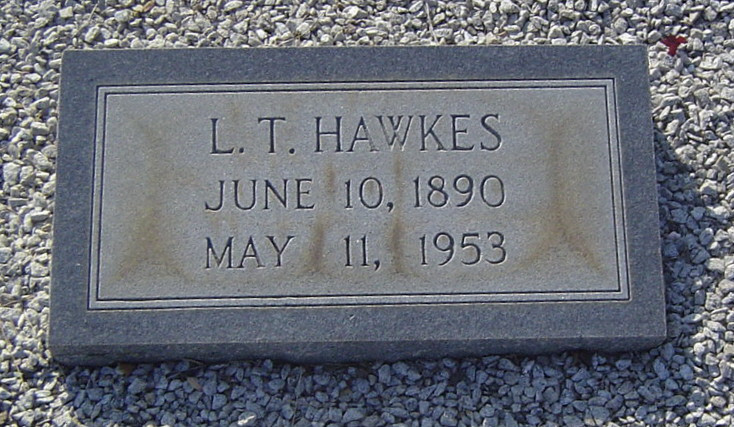 L. T. HAWKES
JUNE 10, 1890
MAY 11, 1953